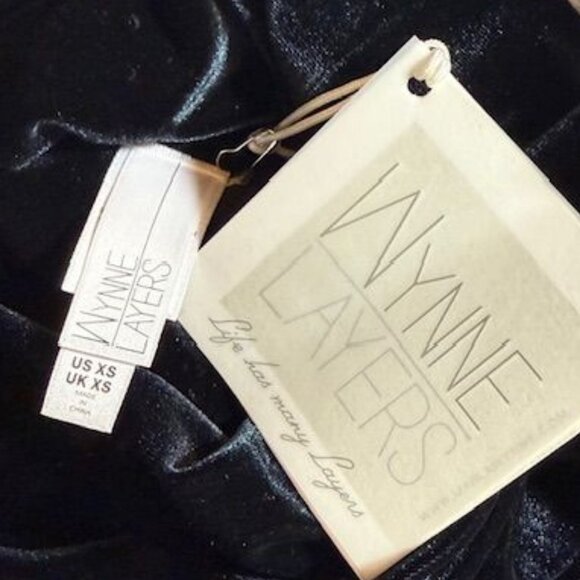 WYNNE
LAYERS
US XS
UK XS
MADE
IN
CHINA
WYNNE
LAYERS
Life has many Layers